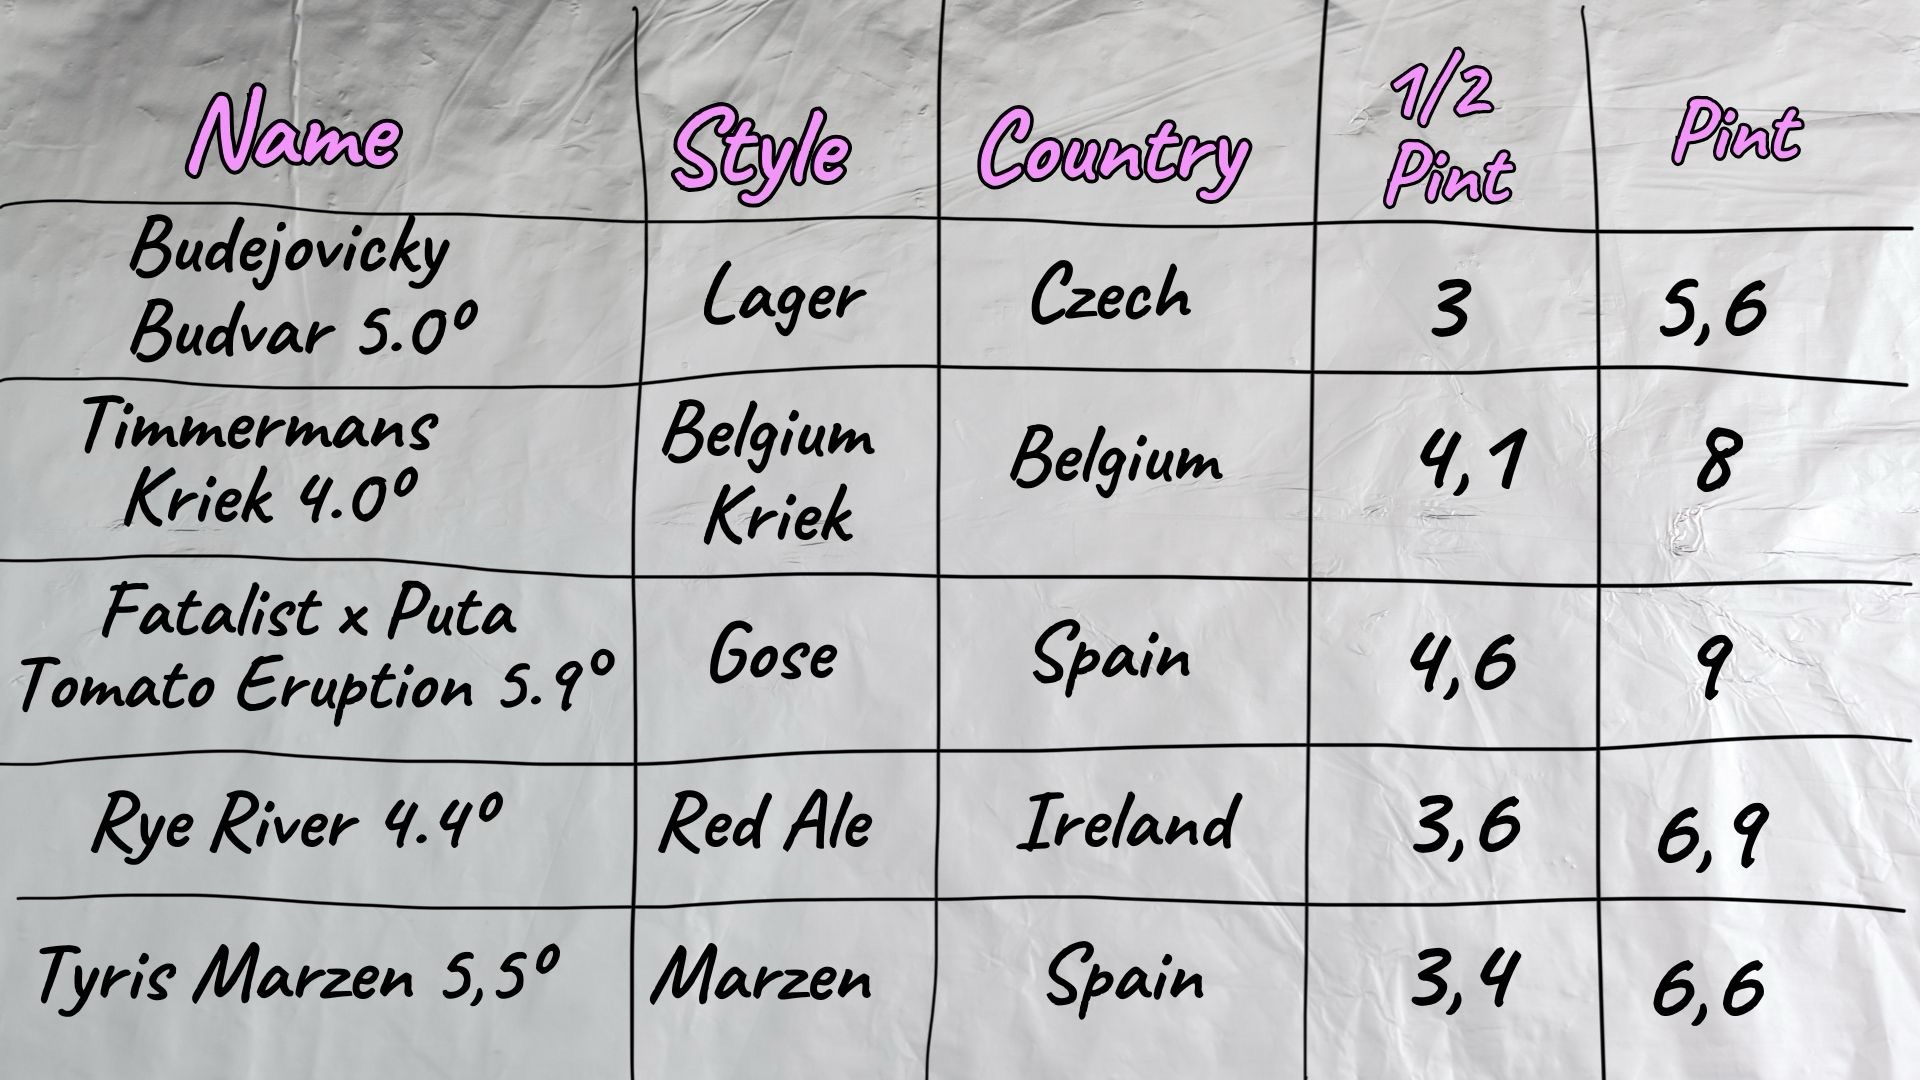 Name Style Country 1/2 Pint Pint
Budejovicky
Budvar 5.0º Lager Czech 3 5,6
Timmermans
Kriek 4.0º Belgium
Kriek Belgium 4,1 8
Fatalist x Puta
Tomato Eruption 5.9º Gose Spain 4,6 9
Rye River 4.4º Red Ale Ireland 3,6 6,9
Tyris Marzen 5,5º Marzen Spain 3,4 6,6